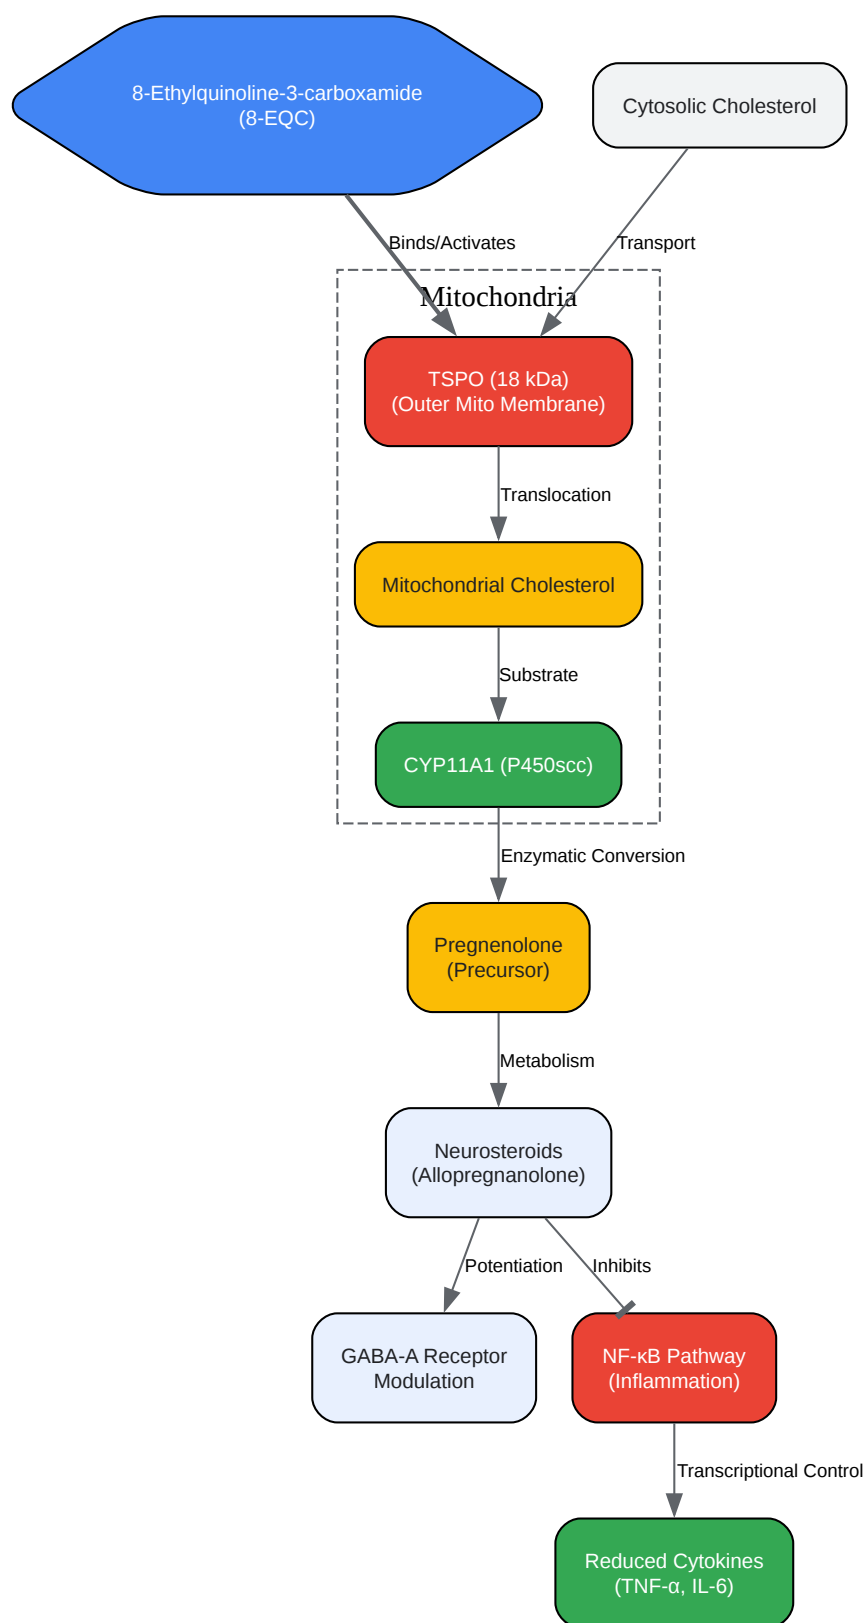 8-Ethylquinoline-3-carboxamide
(8-EQC)
Cytosolic Cholesterol
Binds/Activates
Transport
Mitochondria
TSPO (18 kDa)
(Outer Mito Membrane)
Translocation
Mitochondrial Cholesterol
Substrate
CYP11A1 (P450scc)
Enzymatic Conversion
Pregnenolone
(Precursor)
Metabolism
Neurosteroids
(Allopregnanolone)
Potentiation
Inhibits
GABA-A Receptor
Modulation
NF-κB Pathway
(Inflammation)
Transcriptional Control
Reduced Cytokines
(TNF-α, IL-6)